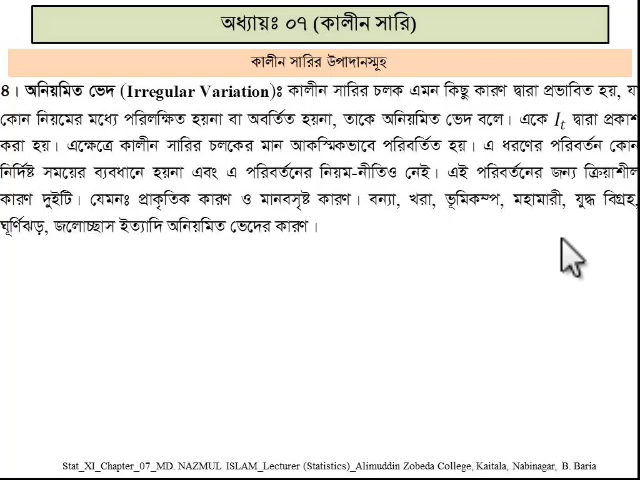 অধ্যায়ঃ ০৭ (কালীন সারি)
কালীন সারির উপাদানসমূহ
৪। অনিয়মিত ভেদ (Irregular Variation)ঃ কালীন সারির চলক এমন কিছু কারণ দ্বারা প্রভাবিত হয়, যা
কোন নিয়মের মধ্যে পরিলক্ষিত হয়না বা অবর্তিত হয়না, তাকে অনিয়মিত ভেদ বলে। একে I_t দ্বারা প্রকাশ
করা হয়। এক্ষেত্রে কালীন সারির চলকের মান আকস্মিকভাবে পরিবর্তিত হয়। এ ধরণের পরিবর্তন কোন
নির্দিষ্ট সময়ের ব্যবধানে হয়না এবং এ পরিবর্তনের নিয়ম-নীতিও নেই। এই পরিবর্তনের জন্য ক্রিয়াশীল
কারণ দুইটি। যেমনঃ প্রাকৃতিক কারণ ও মানবসৃষ্ট কারণ। বন্যা, খরা, ভূমিকম্প, মহামারী, যুদ্ধ বিগ্রহ,
ঘূর্ণিঝড়, জলোচ্ছাস ইত্যাদি অনিয়মিত ভেদের কারণ।
Stat_XI_Chapter_07_MD. NAZMUL ISLAM_Lecturer (Statistics)_Alimuddin Zobeda College, Kaitala, Nabinagar, B. Baria